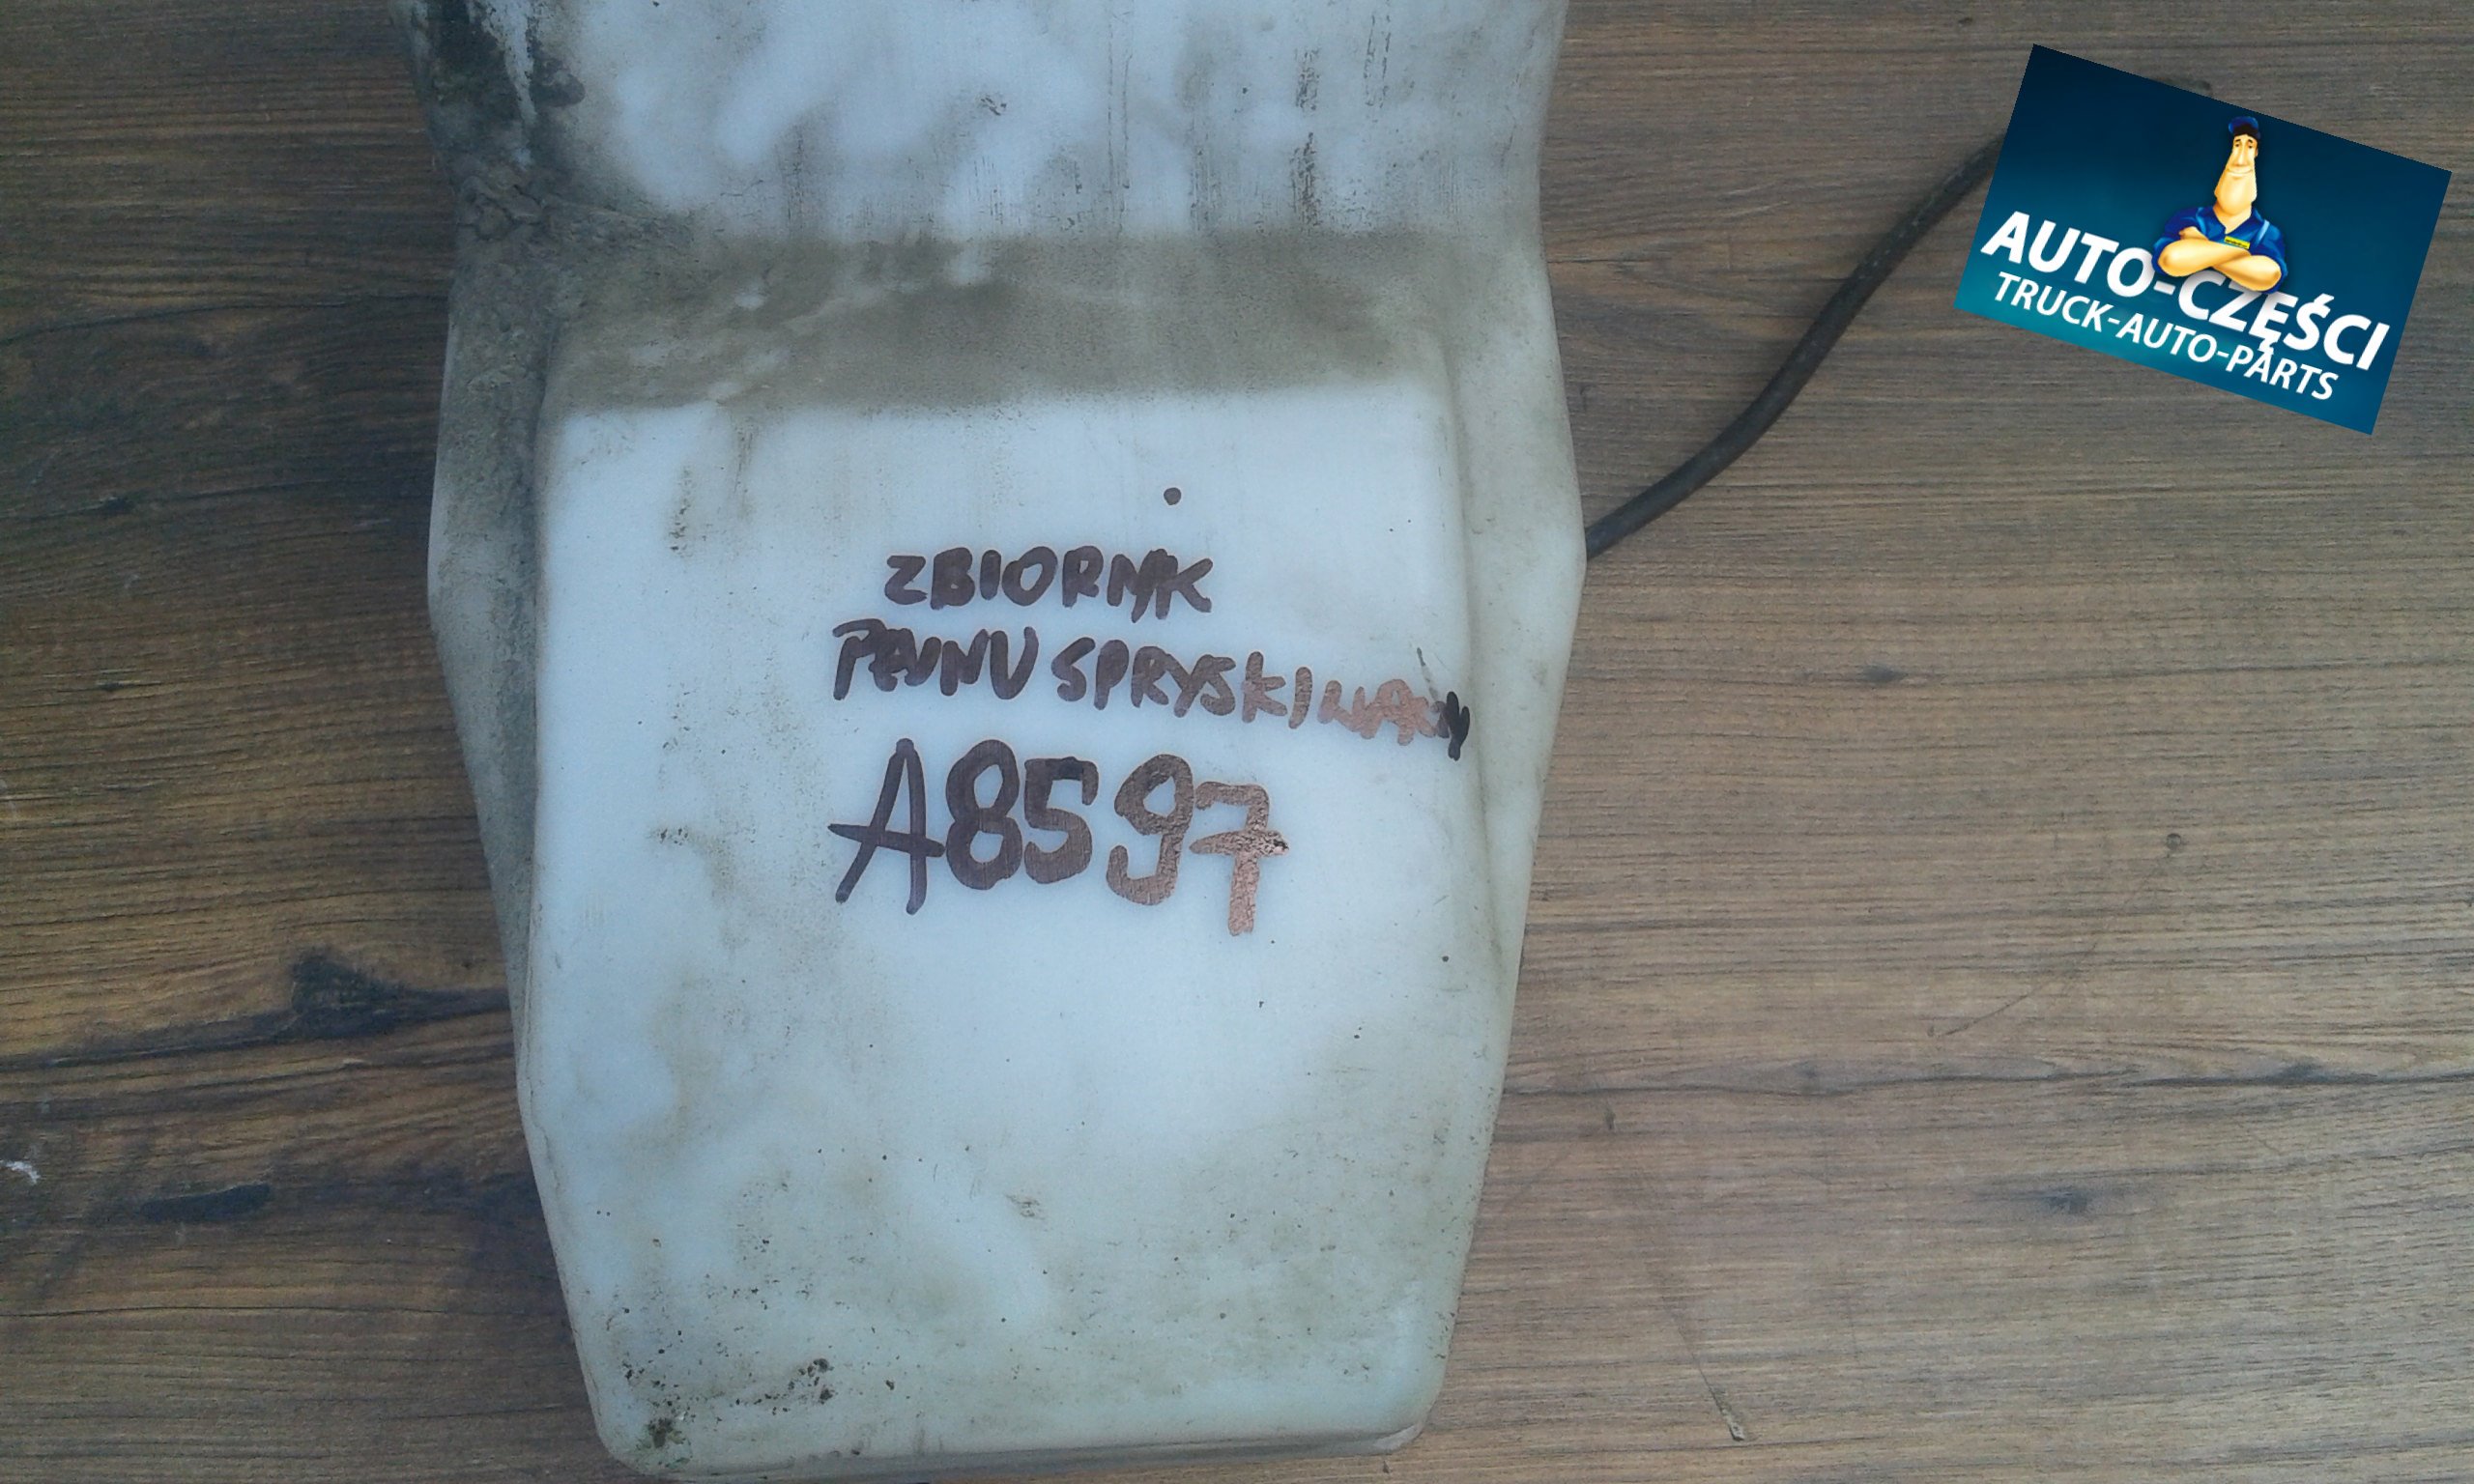 ZBIORNIK
PŁYNU SPRYSKIWACZY
A8597
AUTO-CZĘŚCI
TRUCK-AUTO-PARTS